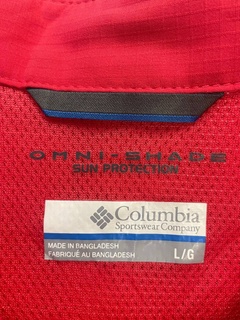 OMNI-SHADE
SUN PROTECTION
Columbia
Sportswear Company
MADE IN BANGLADESH
FABRIQUÉ AU BANGLADESH
L/G